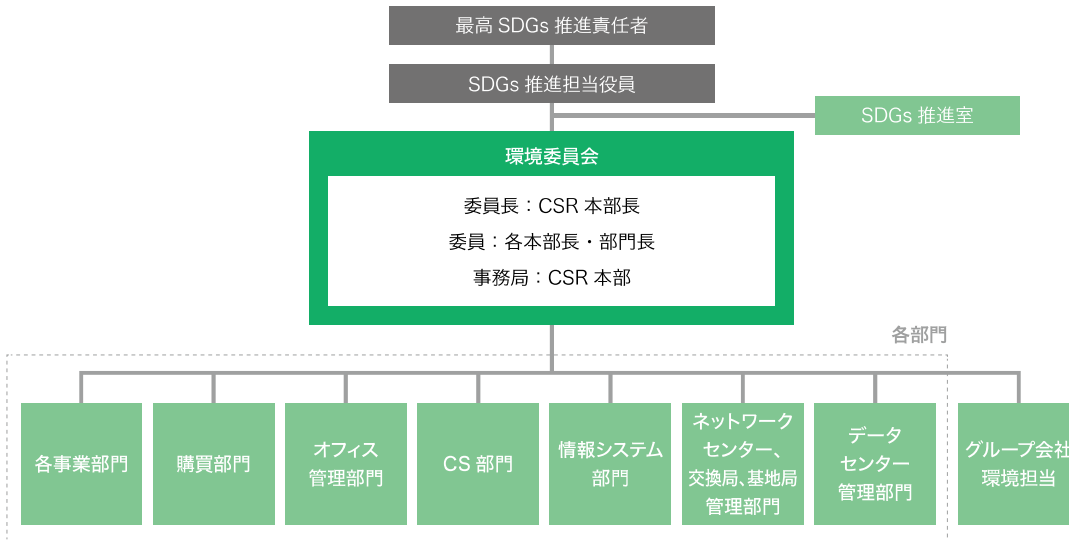 最高 SDGs 推進責任者
SDGs 推進担当役員
SDGs 推進室
環境委員会
委員長：CSR 本部長
委員：各本部長・部門長
事務局：CSR 本部
各部門
各事業部門
購買部門
オフィス
管理部門
CS 部門
情報システム
部門
ネットワーク
センター、
交換局、基地局
管理部門
データ
センター
管理部門
グループ会社
環境担当